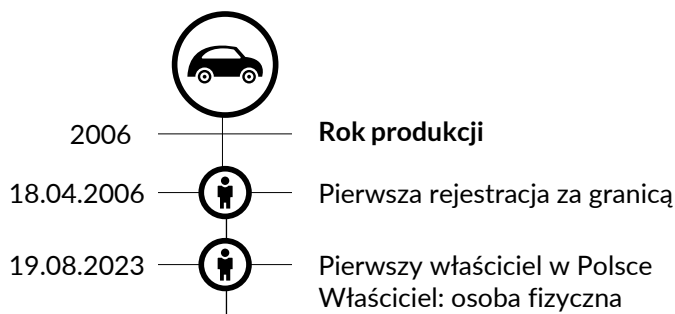 2006 Rok produkcji
18.04.2006 Pierwsza rejestracja za granicą
19.08.2023 Pierwszy właściciel w Polsce
Właściciel: osoba fizyczna